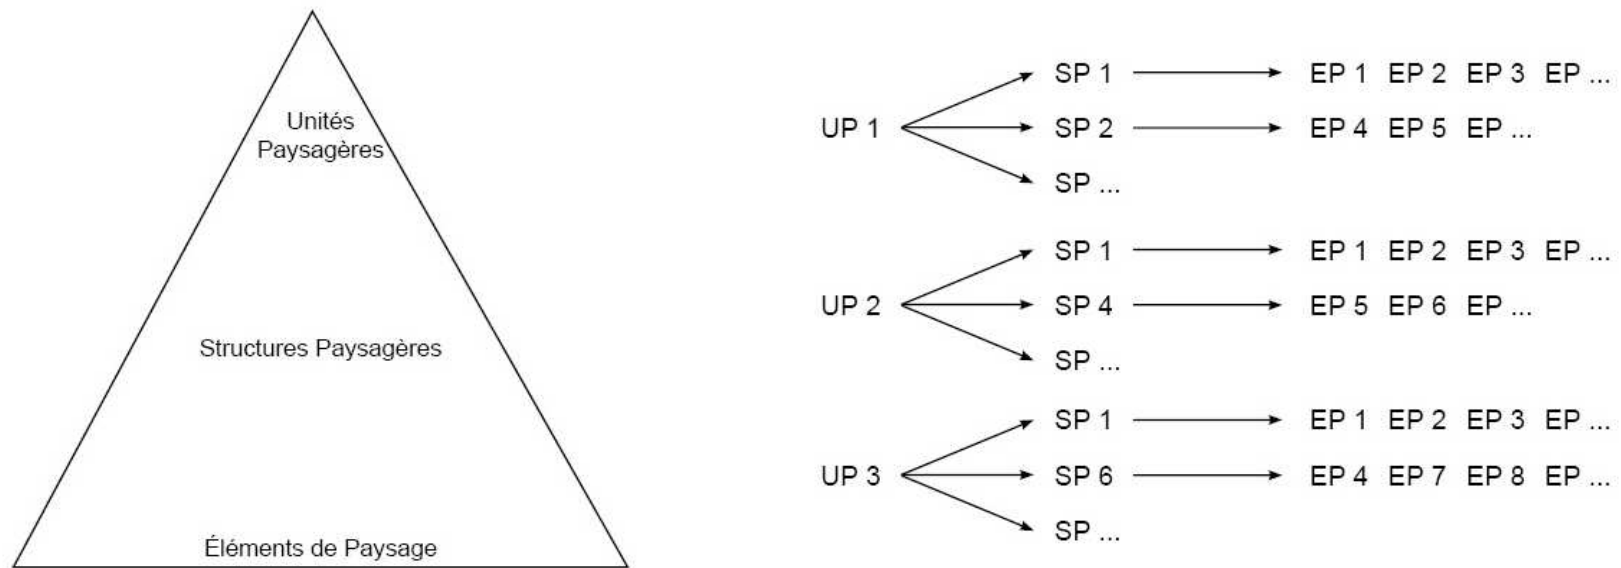 Unités
Paysagères
Structures Paysagères
Éléments de Paysage
SP 1 EP 1 EP 2 EP 3 EP ...
UP 1 SP 2 EP 4 EP 5 EP ...
SP ...
SP 1 EP 1 EP 2 EP 3 EP ...
UP 2 SP 4 EP 5 EP 6 EP ...
SP ...
SP 1 EP 1 EP 2 EP 3 EP ...
UP 3 SP 6 EP 4 EP 7 EP 8 EP ...
SP ...